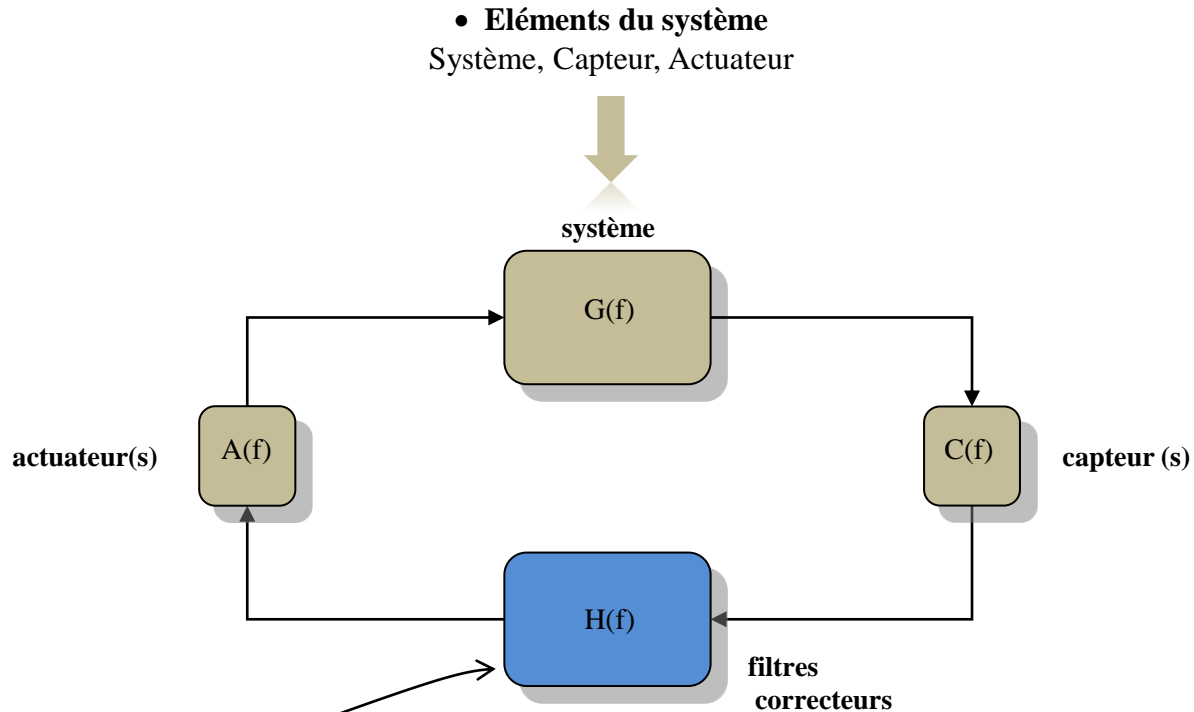 • Eléments du système
Système, Capteur, Actuateur
système
G(f)
actuateur(s)
A(f)
C(f)
capteur (s)
H(f)
filtres
correcteurs